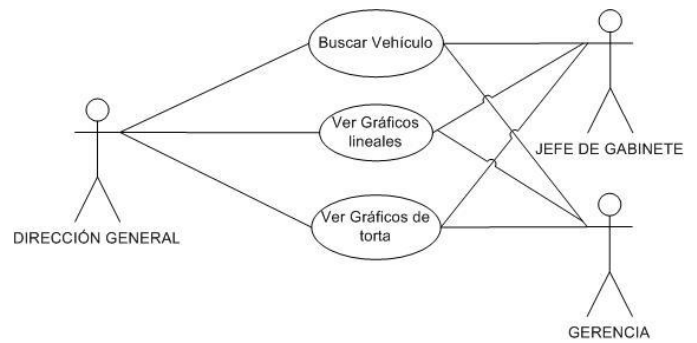 Buscar Vehículo
Ver Gráficos
lineales
JEFE DE GABINETE
Ver Gráficos de
torta
DIRECCIÓN GENERAL
GERENCIA